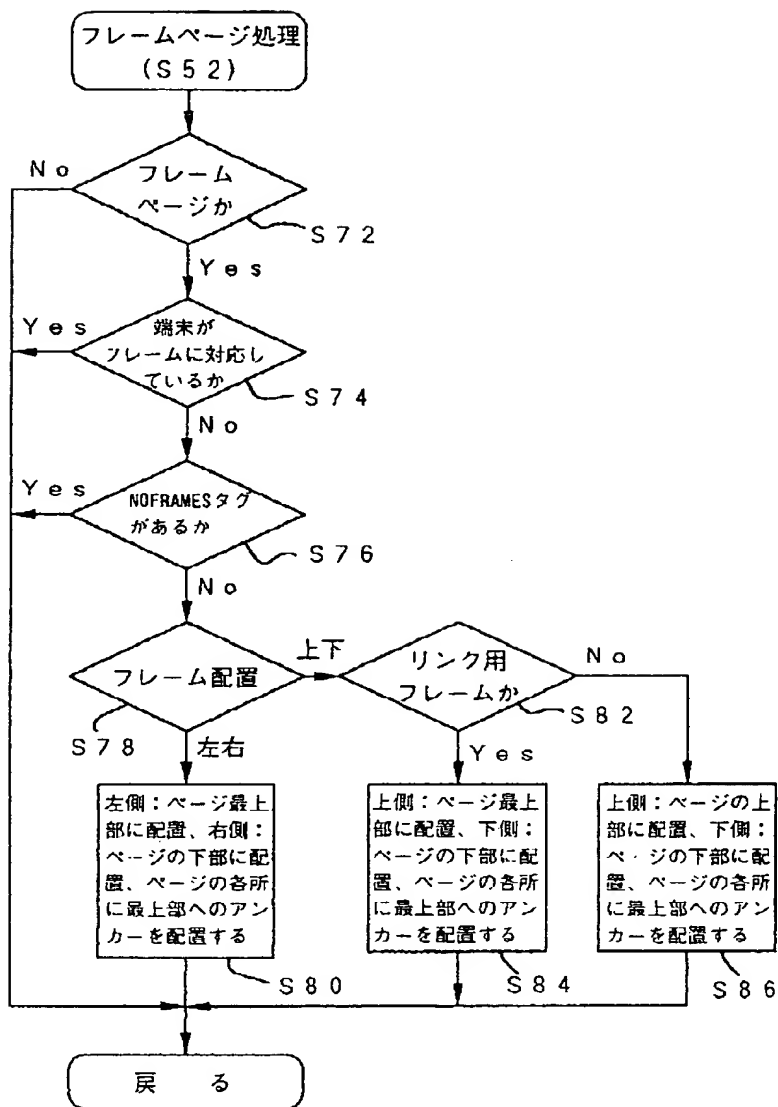 フレームページ処理
(S52)
No
フレーム
ページか
S72
Yes
Yes
端末が
フレームに対応し
ているか
S74
No
Yes
NOFRAMESタグ
があるか
S76
No
フレーム配置
上下
S78
左右
リンク用
フレームか
No
S82
Yes
左側:ページ最上
部に配置、右側:
ページの下部に配
置、ページの各所
に最上部へのアン
カーを配置する
S80
上側:ページ最上
部に配置、下側:
ページの下部に配
置、ページの各所
に最上部へのアン
カーを配置する
S84
上側:ページの上
部に配置、下側:
ページの下部に配
置、ページの各所
に最上部へのアン
カーを配置する
S86
戻る